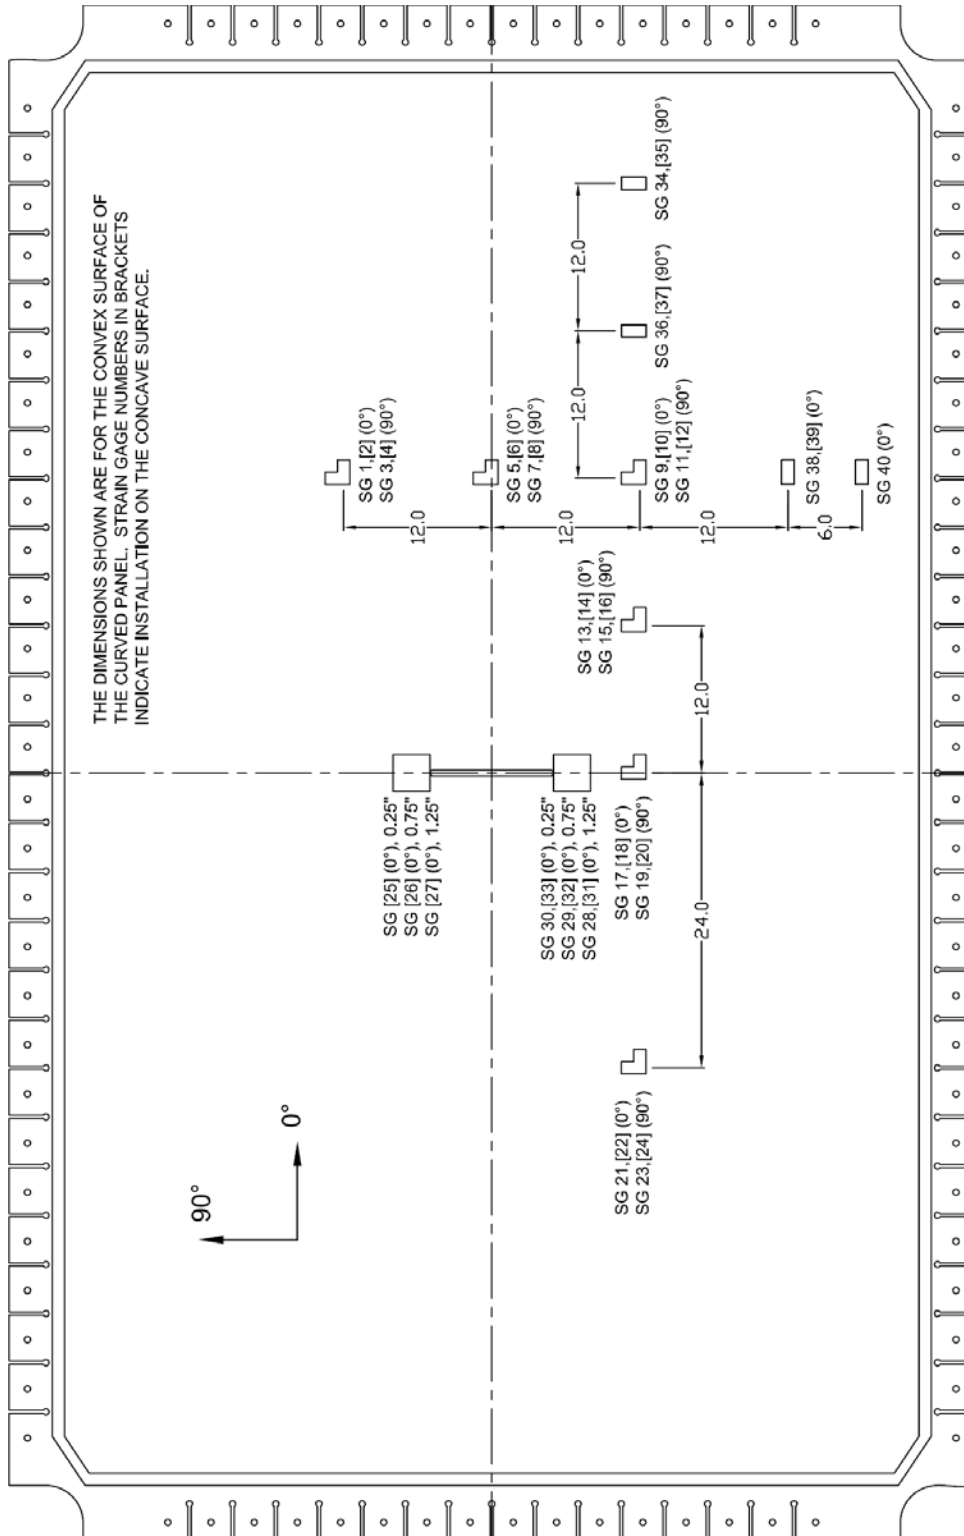 THE DIMENSIONS SHOWN ARE FOR THE CONVEX SURFACE OF
THE CURVED PANEL. STRAIN GAGE NUMBERS IN BRACKETS
INDICATE INSTALLATION ON THE CONCAVE SURFACE.
90°
0°
SG 1,[2] (0°)
SG 3,[4] (90°)
12.0
SG [25] (0°), 0.25"
SG [26] (0°), 0.75"
SG [27] (0°), 1.25"
SG 5,[6] (0°)
SG 7,[8] (90°)
12.0
12.0
12.0
SG 30,[33] (0°), 0.25"
SG 29,[32] (0°), 0.75"
SG 28,[31] (0°), 1.25"
SG 13,[14] (0°)
SG 15,[16] (90°)
SG 21,[22] (0°)
SG 23,[24] (90°)
SG 17,[18] (0°)
SG 19,[20] (90°)
SG 9,[10] (0°)
SG 11,[12] (90°)
SG 36,[37] (90°)
SG 34,[35] (90°)
24.0
12.0
12.0
SG 38,[39] (0°)
6.0
SG 40 (0°)